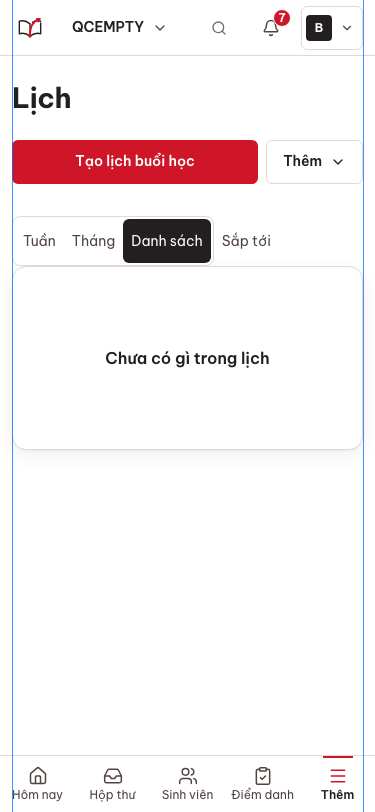 QCEMPTY
7
B
Lịch
Tạo lịch buổi học
Thêm
Tuần Tháng Danh sách Sắp tới
Chưa có gì trong lịch
Hôm nay Hộp thư Sinh viên Điểm danh Thêm